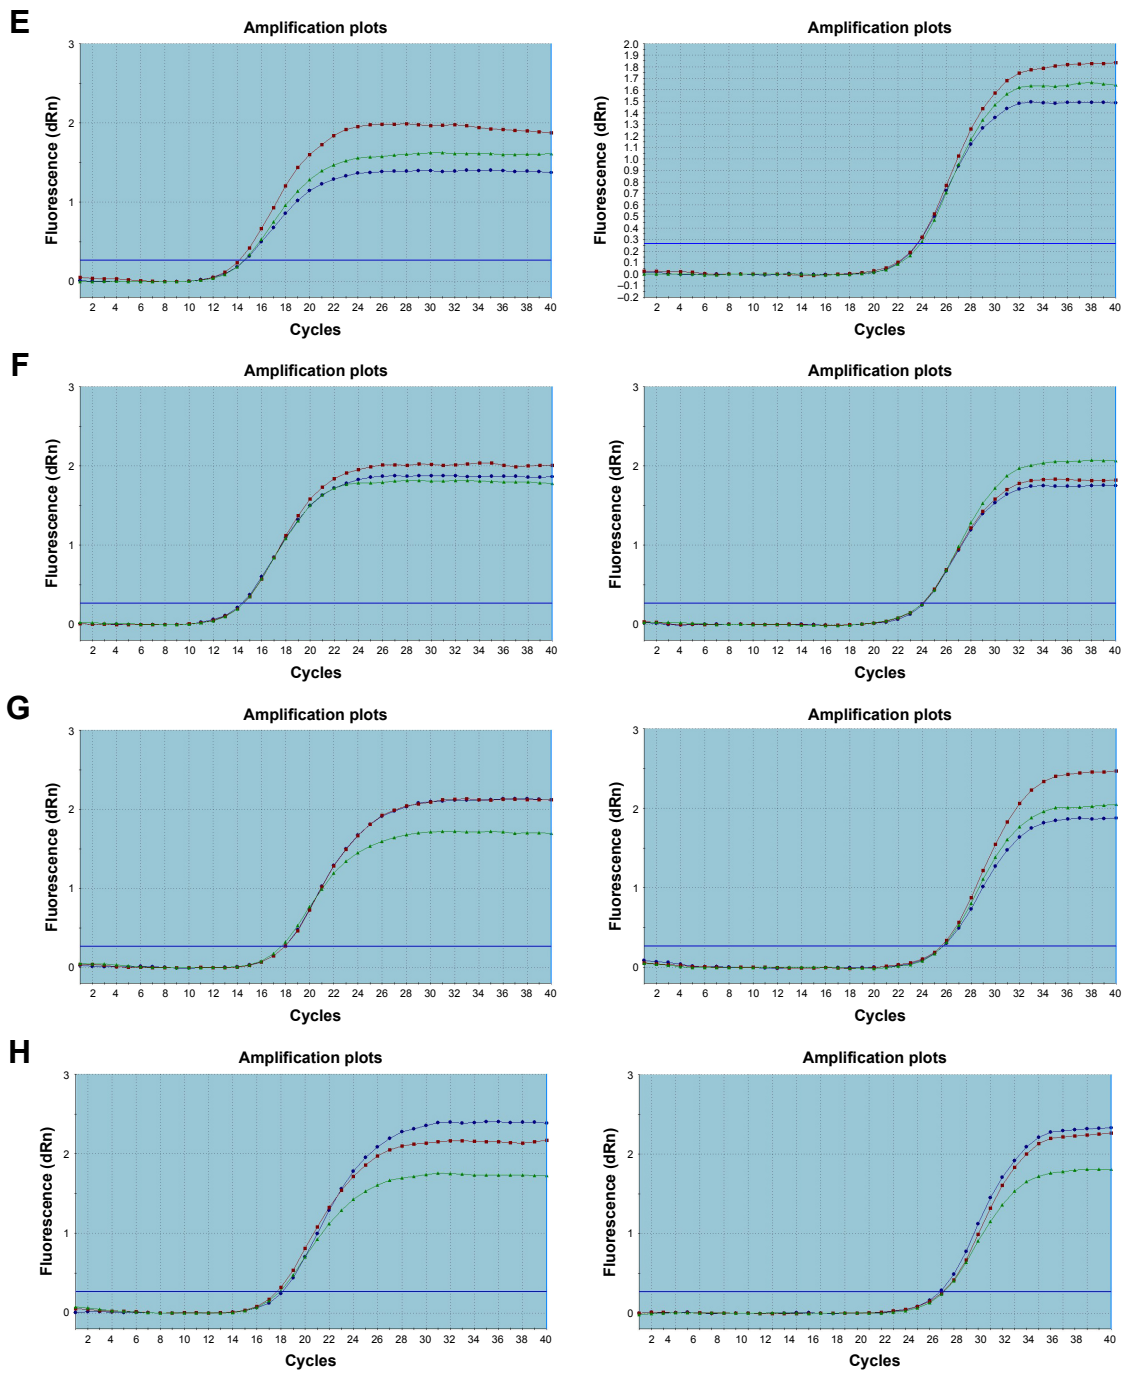 E
Amplification plots
Fluorescence (dRn)
3
2
1
0
2 4 6 8 10 12 14 16 18 20 22 24 26 28 30 32 34 36 38 40
Cycles
Amplification plots
Fluorescence (dRn)
2.0
1.9
1.8
1.7
1.6
1.5
1.4
1.3
1.2
1.1
1.0
0.9
0.8
0.7
0.6
0.5
0.4
0.3
0.2
0.1
0.0
–0.1
–0.2
2 4 6 8 10 12 14 16 18 20 22 24 26 28 30 32 34 36 38 40
Cycles
F
Amplification plots
Fluorescence (dRn)
3
2
1
0
2 4 6 8 10 12 14 16 18 20 22 24 26 28 30 32 34 36 38 40
Cycles
Amplification plots
Fluorescence (dRn)
3
2
1
0
2 4 6 8 10 12 14 16 18 20 22 24 26 28 30 32 34 36 38 40
Cycles
G
Amplification plots
Fluorescence (dRn)
3
2
1
0
2 4 6 8 10 12 14 16 18 20 22 24 26 28 30 32 34 36 38 40
Cycles
Amplification plots
Fluorescence (dRn)
3
2
1
0
2 4 6 8 10 12 14 16 18 20 22 24 26 28 30 32 34 36 38 40
Cycles
H
Amplification plots
Fluorescence (dRn)
3
2
1
0
2 4 6 8 10 12 14 16 18 20 22 24 26 28 30 32 34 36 38 40
Cycles
Amplification plots
Fluorescence (dRn)
3
2
1
0
2 4 6 8 10 12 14 16 18 20 22 24 26 28 30 32 34 36 38 40
Cycles